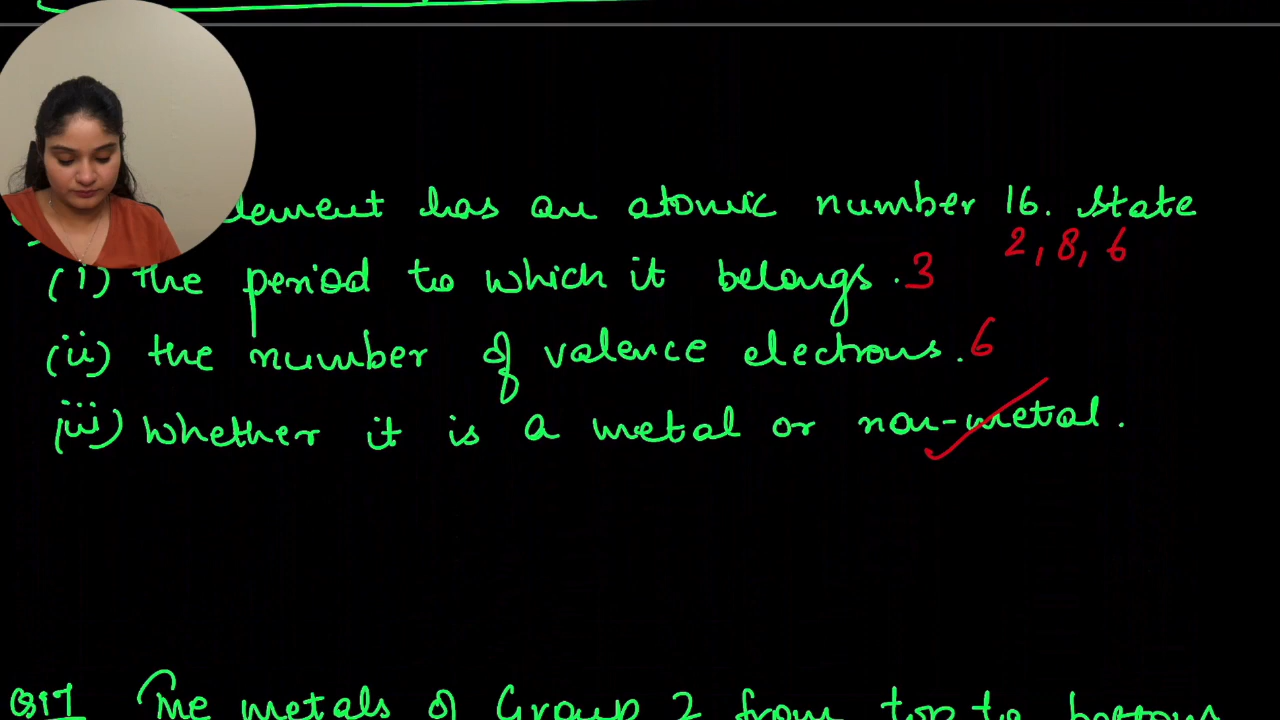 element has an atomic number 16. State
2, 8, 6
(i) the period to which it belongs. 3
(ii) the number of valence electrons. 6
(iii) Whether it is a metal or non-metal.
Q17 The metals of Group 2 from top to bottom